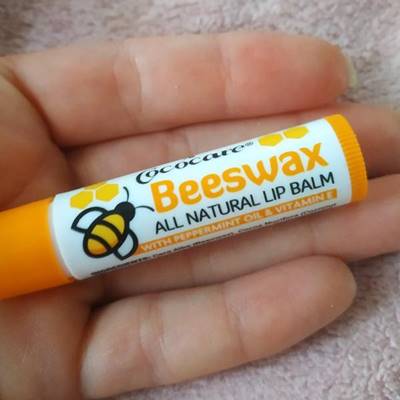 Cococare®
Beeswax
ALL NATURAL LIP BALM
WITH PEPPERMINT OIL & VITAMIN E